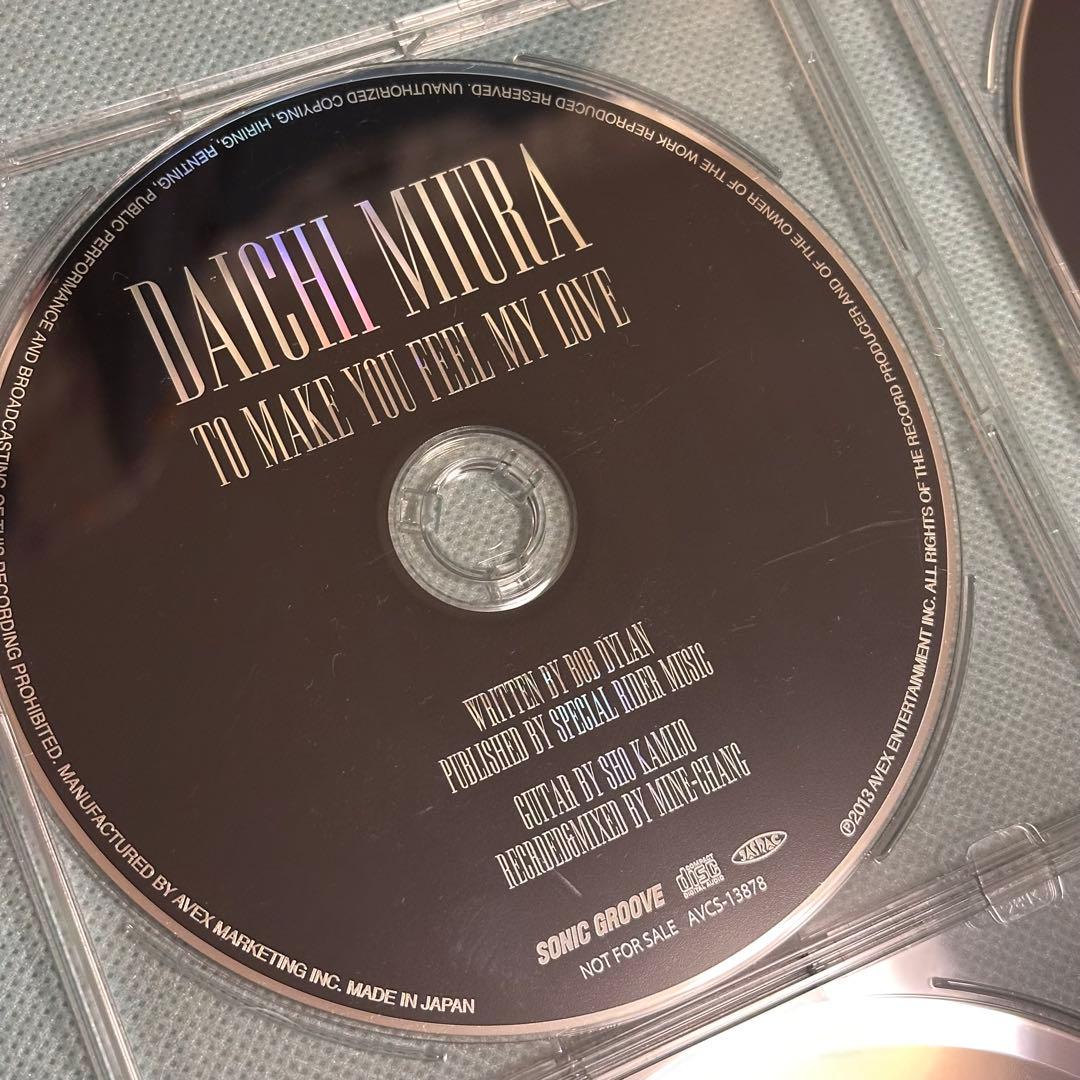 DAICHI MIURA
TO MAKE YOU FEEL MY LOVE
WRITTEN BY BOB DYLAN
PUBLISHED BY SPECIAL RIDER MUSIC
GUITAR BY SHO KAMIJO
RECRUED&MIXED BY MINE-CHANG
SONIC GROOVE
COMPACT
disc
DIGITAL AUDIO
JASRAC
NOT FOR SALE AVCS-13878
℗2013 AVEX ENTERTAINMENT INC. ALL RIGHTS OF THE RECORD PRODUCER AND OF THE OWNER OF THE WORK REPRODUCED RESERVED. UNAUTHORIZED COPYING, HIRING, RENTING, PUBLIC PERFORMANCE AND BROADCASTING OF THIS RECORDING PROHIBITED. MANUFACTURED BY AVEX MARKETING INC. MADE IN JAPAN